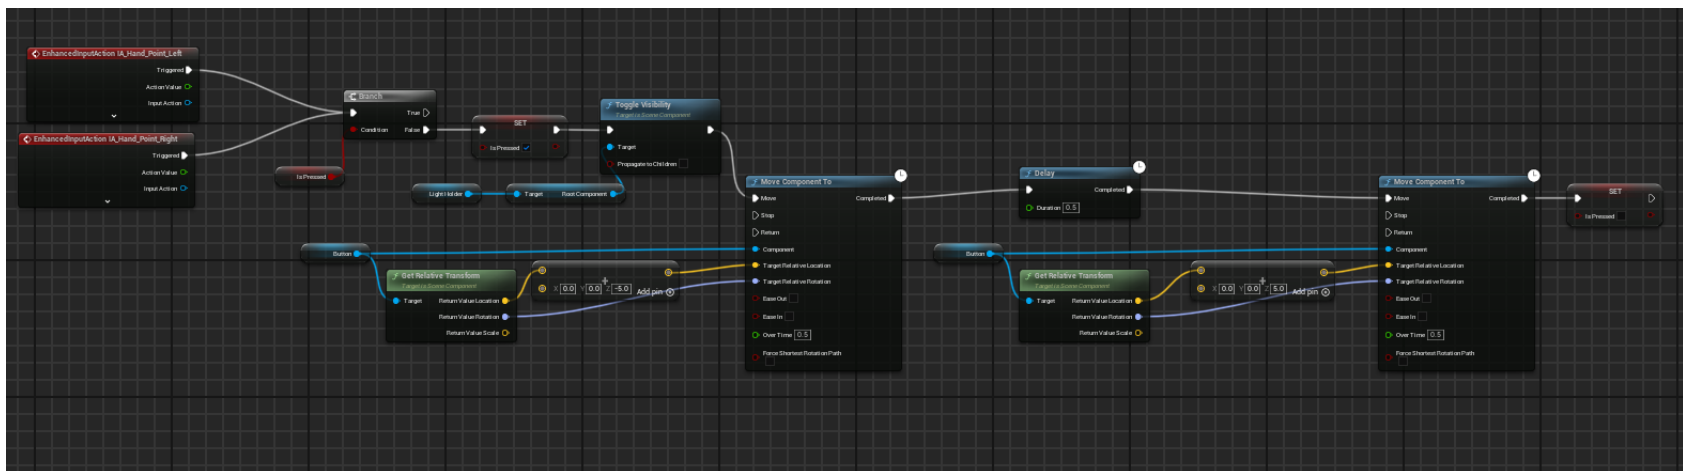 EnhancedInputAction IA_Hand_Point_Left
Triggered
Action Value
Input Action
EnhancedInputAction IA_Hand_Point_Right
Triggered
Action Value
Input Action
Branch
True
Condition False
Is Pressed
SET
Is Pressed
Toggle Visibility
Target is Scene Component
Target
Propagate to Children
Light Holder
Target Root Component
Move Component To
Move Completed
Stop
Return
Component
Target Relative Location
Target Relative Rotation
Ease Out
Ease In
Over Time 0.5
Force Shortest Rotation Path
Button
Get Relative Transform
Target is Scene Component
Target Return Value Location
Return Value Rotation
Return Value Scale
X 0.0 Y 0.0 Z -5.0 Add pin
Delay
Completed
Duration 0.5
Button
Get Relative Transform
Target is Scene Component
Target Return Value Location
Return Value Rotation
Return Value Scale
X 0.0 Y 0.0 Z 5.0 Add pin
Move Component To
Move Completed
Stop
Return
Component
Target Relative Location
Target Relative Rotation
Ease Out
Ease In
Over Time 0.5
Force Shortest Rotation Path
SET
Is Pressed